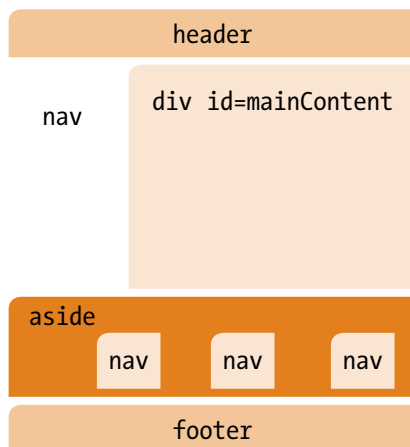 header
nav
div id=mainContent
aside
nav nav nav
footer